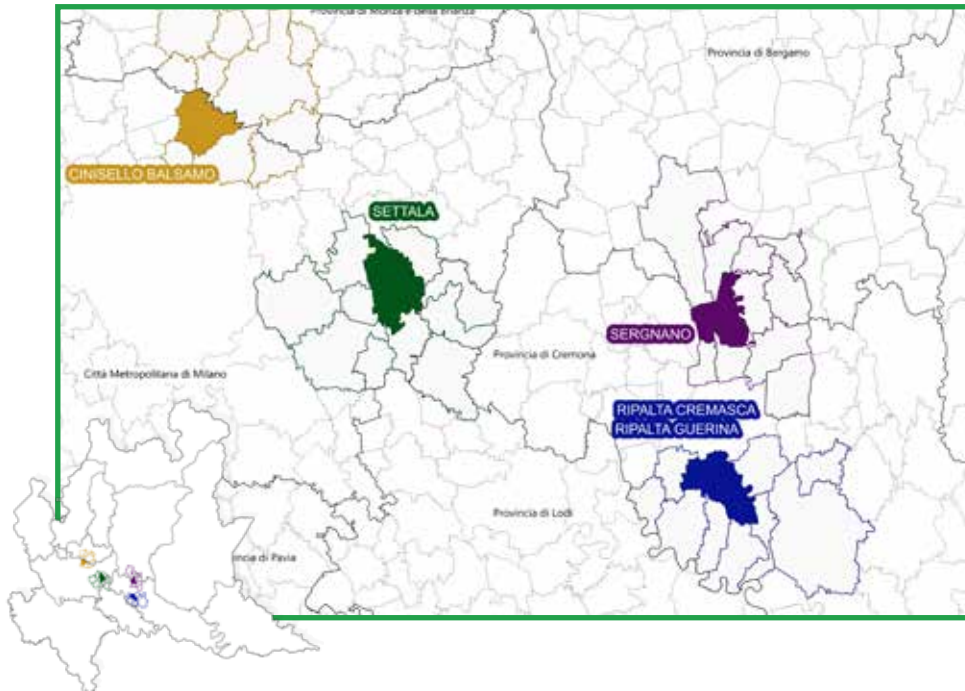 Provincia di Monza e della Brianza
Provincia di Bergamo
CINISELLO BALSAMO
SETTALA
SERGNANO
Provincia di Cremona
Città Metropolitana di Milano
RIPALTA CREMASCA
RIPALTA GUERINA
Provincia di Lodi
incia di Pavia